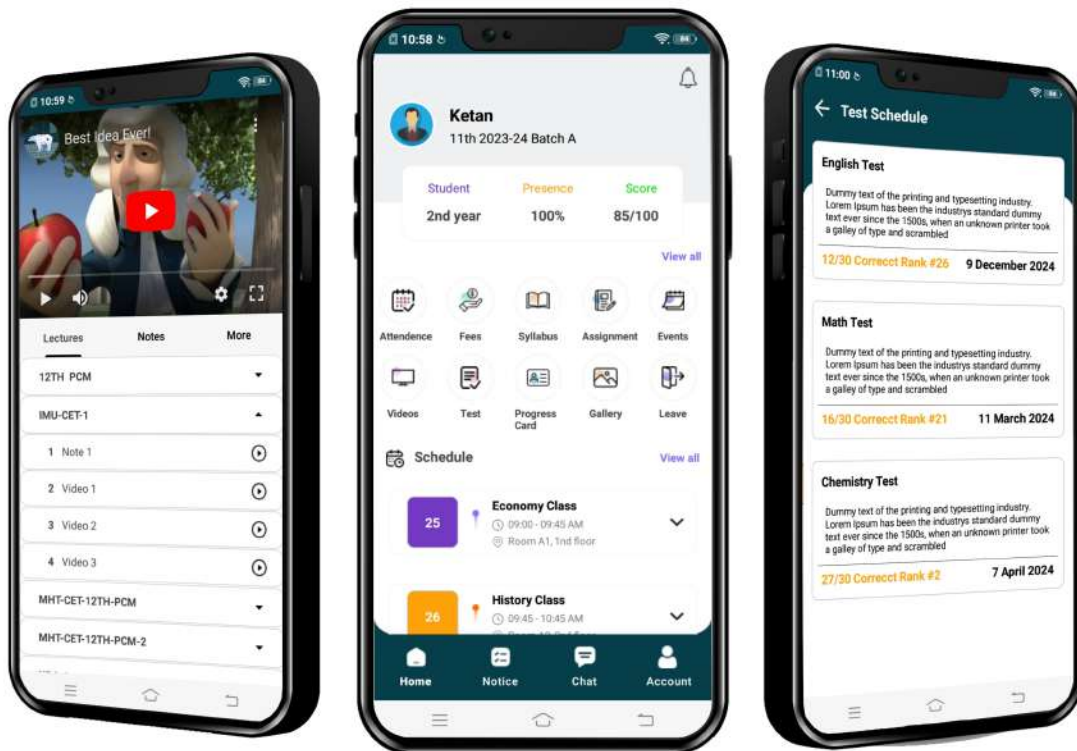 10:59
84
Best Idea Ever!
Lectures Notes More
12TH PCM
IMU-CET-1
1 Note 1
2 Video 1
3 Video 2
4 Video 3
MHT-CET-12TH-PCM
MHT-CET-12TH-PCM-2
10:58
84
Ketan
11th 2023-24 Batch A
Student Presence Score
2nd year 100% 85/100
View all
Attendence Fees Syllabus Assignment Events
Videos Test Progress Card Gallery Leave
Schedule View all
25
Economy Class
09:00 - 09:45 AM
Room A1, 1nd floor
26
History Class
09:45 - 10:45 AM
Home Notice Chat Account
11:00
84
Test Schedule
English Test
Dummy text of the printing and typesetting industry.
Lorem Ipsum has been the industrys standard dummy
text ever since the 1500s, when an unknown printer took
a galley of type and scrambled
12/30 Correcct Rank #26 9 December 2024
Math Test
Dummy text of the printing and typesetting industry.
Lorem Ipsum has been the industrys standard dummy
text ever since the 1500s, when an unknown printer took
a galley of type and scrambled
16/30 Correcct Rank #21 11 March 2024
Chemistry Test
Dummy text of the printing and typesetting industry.
Lorem Ipsum has been the industrys standard dummy
text ever since the 1500s, when an unknown printer took
a galley of type and scrambled
27/30 Correcct Rank #2 7 April 2024